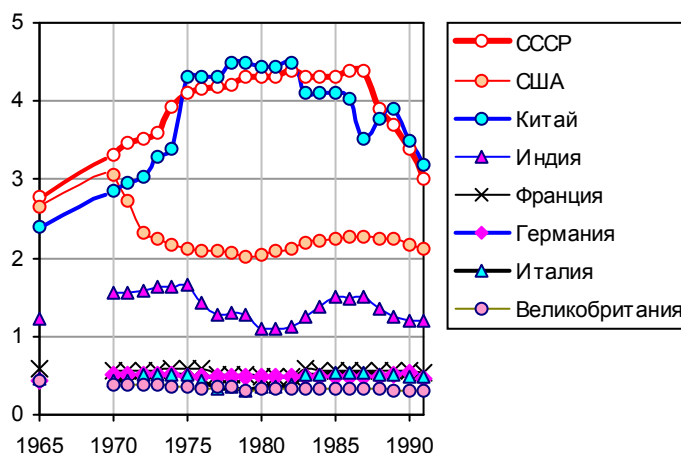 5
4
3
2
1
0
1965 1970 1975 1980 1985 1990
СССР
США
Китай
Индия
Франция
Германия
Италия
Великобритания